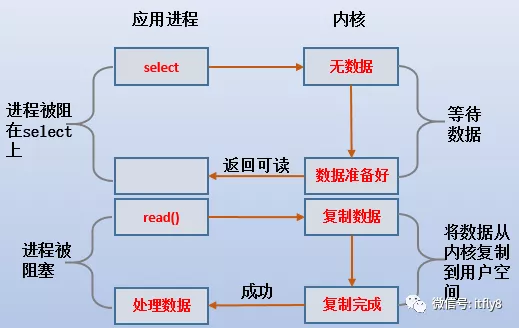 应用进程
内核
select
无数据
进程被阻
在select
上
等待
数据
返回可读
数据准备好
read()
复制数据
进程被
阻塞
将数据从
内核复制
到用户空
间
处理数据
成功
复制完成
微信号: itfly8